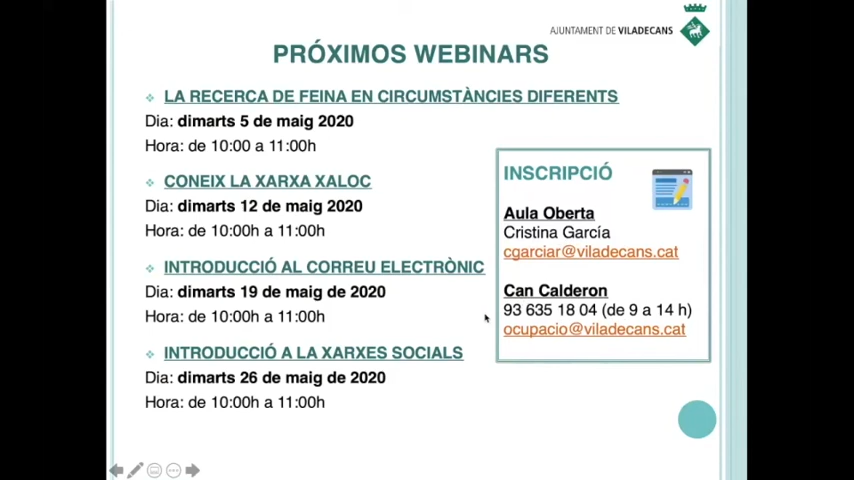 AJUNTAMENT DE VILADECANS
PRÓXIMOS WEBINARS
LA RECERCA DE FEINA EN CIRCUMSTÀNCIES DIFERENTS
Dia: dimarts 5 de maig 2020
Hora: de 10:00 a 11:00h
CONEIX LA XARXA XALOC
Dia: dimarts 12 de maig 2020
Hora: de 10:00h a 11:00h
INTRODUCCIÓ AL CORREU ELECTRÒNIC
Dia: dimarts 19 de maig de 2020
Hora: de 10:00h a 11:00h
INTRODUCCIÓ A LA XARXES SOCIALS
Dia: dimarts 26 de maig de 2020
Hora: de 10:00h a 11:00h
INSCRIPCIÓ
Aula Oberta
Cristina García
cgarciar@viladecans.cat
Can Calderon
93 635 18 04 (de 9 a 14 h)
ocupacio@viladecans.cat